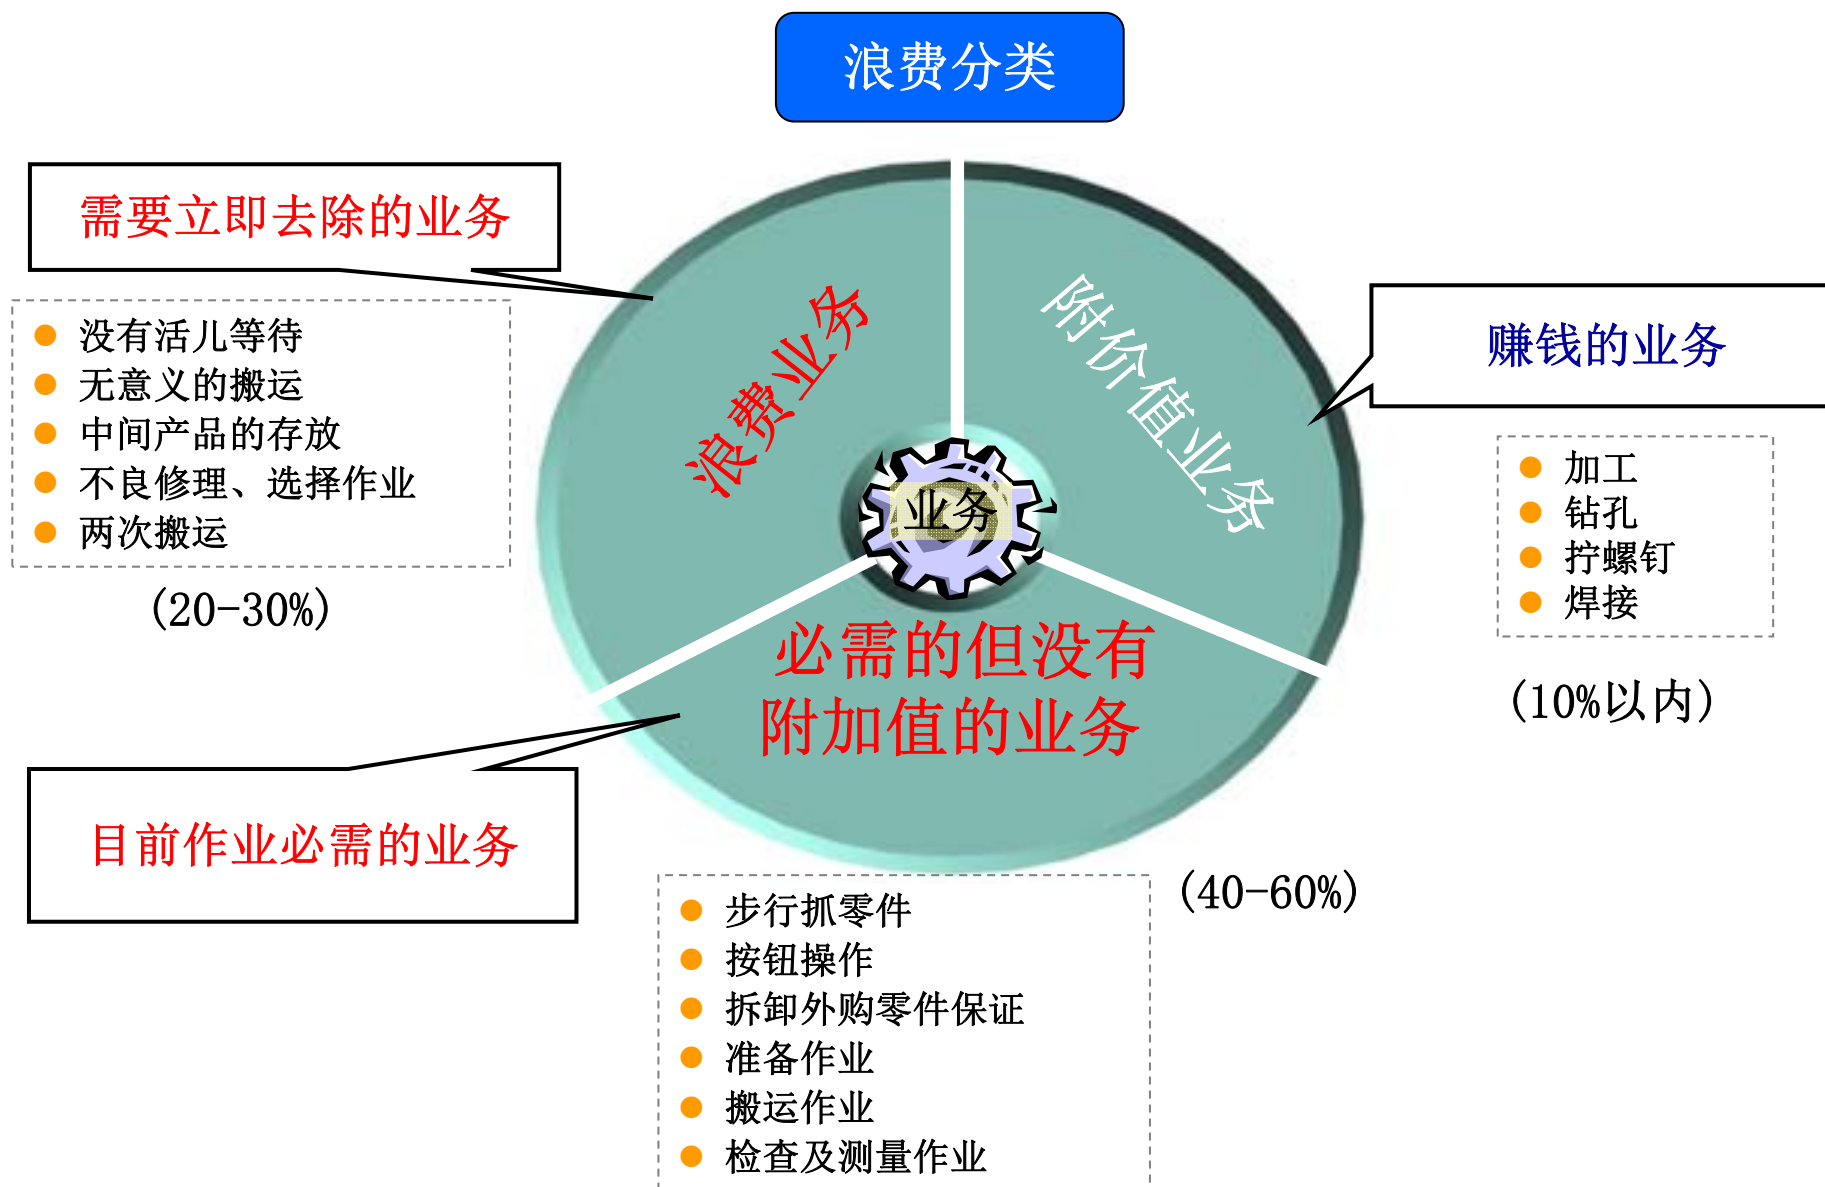 浪费分类
需要立即去除的业务
没有活儿等待
无意义的搬运
中间产品的存放
不良修理、选择作业
两次搬运
(20-30%)
浪费业务
附价值业务
业务
必需的但没有
附加值的业务
赚钱的业务
加工
钻孔
拧螺钉
焊接
(10%以内)
目前作业必需的业务
(40-60%)
步行抓零件
按钮操作
拆卸外购零件保证
准备作业
搬运作业
检查及测量作业